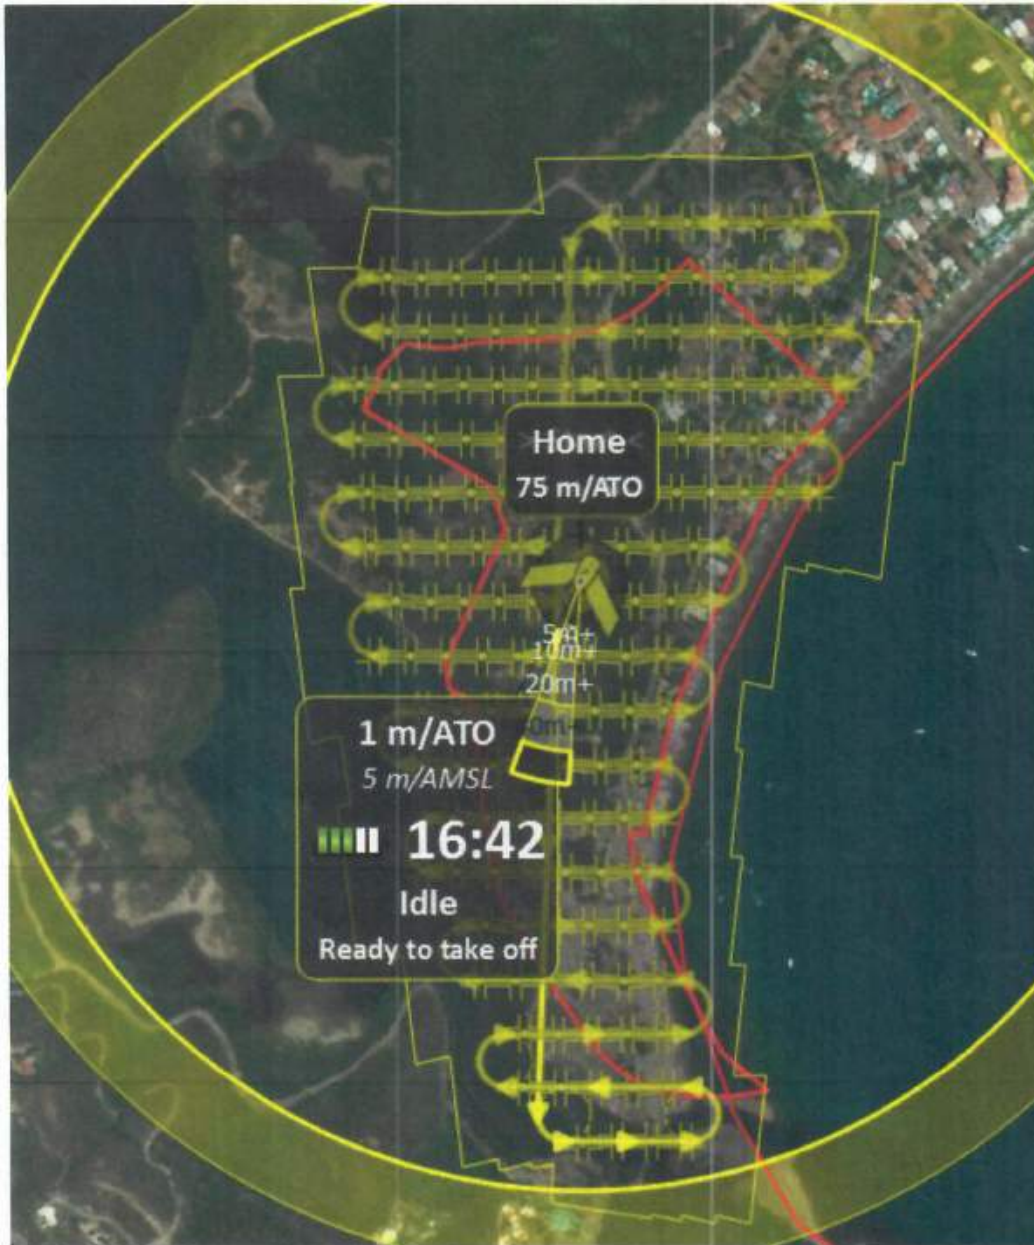 Home
75 m/ATO
5m+
10m+
20m+
1 m/ATO
5 m/AMSL
16:42
Idle
Ready to take off